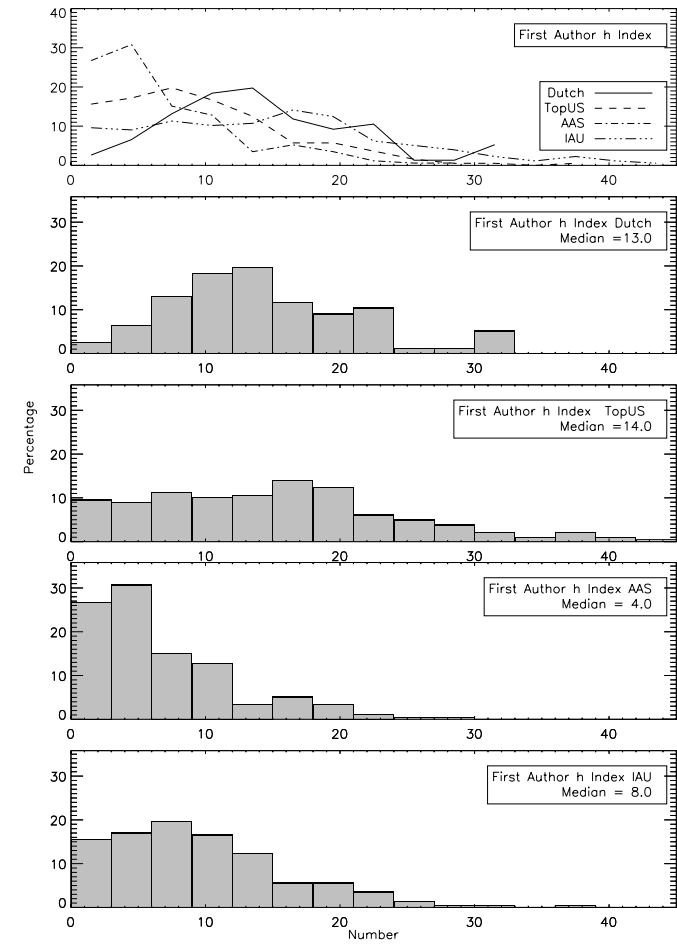 40
First Author h Index
30
Dutch
20
TopUS
AAS
10
IAU
0
0 10 20 30 40
30
First Author h Index Dutch
Median =13.0
20
10
0
0 10 20 30 40
30
First Author h Index TopUS
Median =14.0
20
10
0
0 10 20 30 40
Percentage
30
First Author h Index AAS
Median = 4.0
20
10
0
0 10 20 30 40
30
First Author h Index IAU
Median = 8.0
20
10
0
0 10 20 30 40
Number